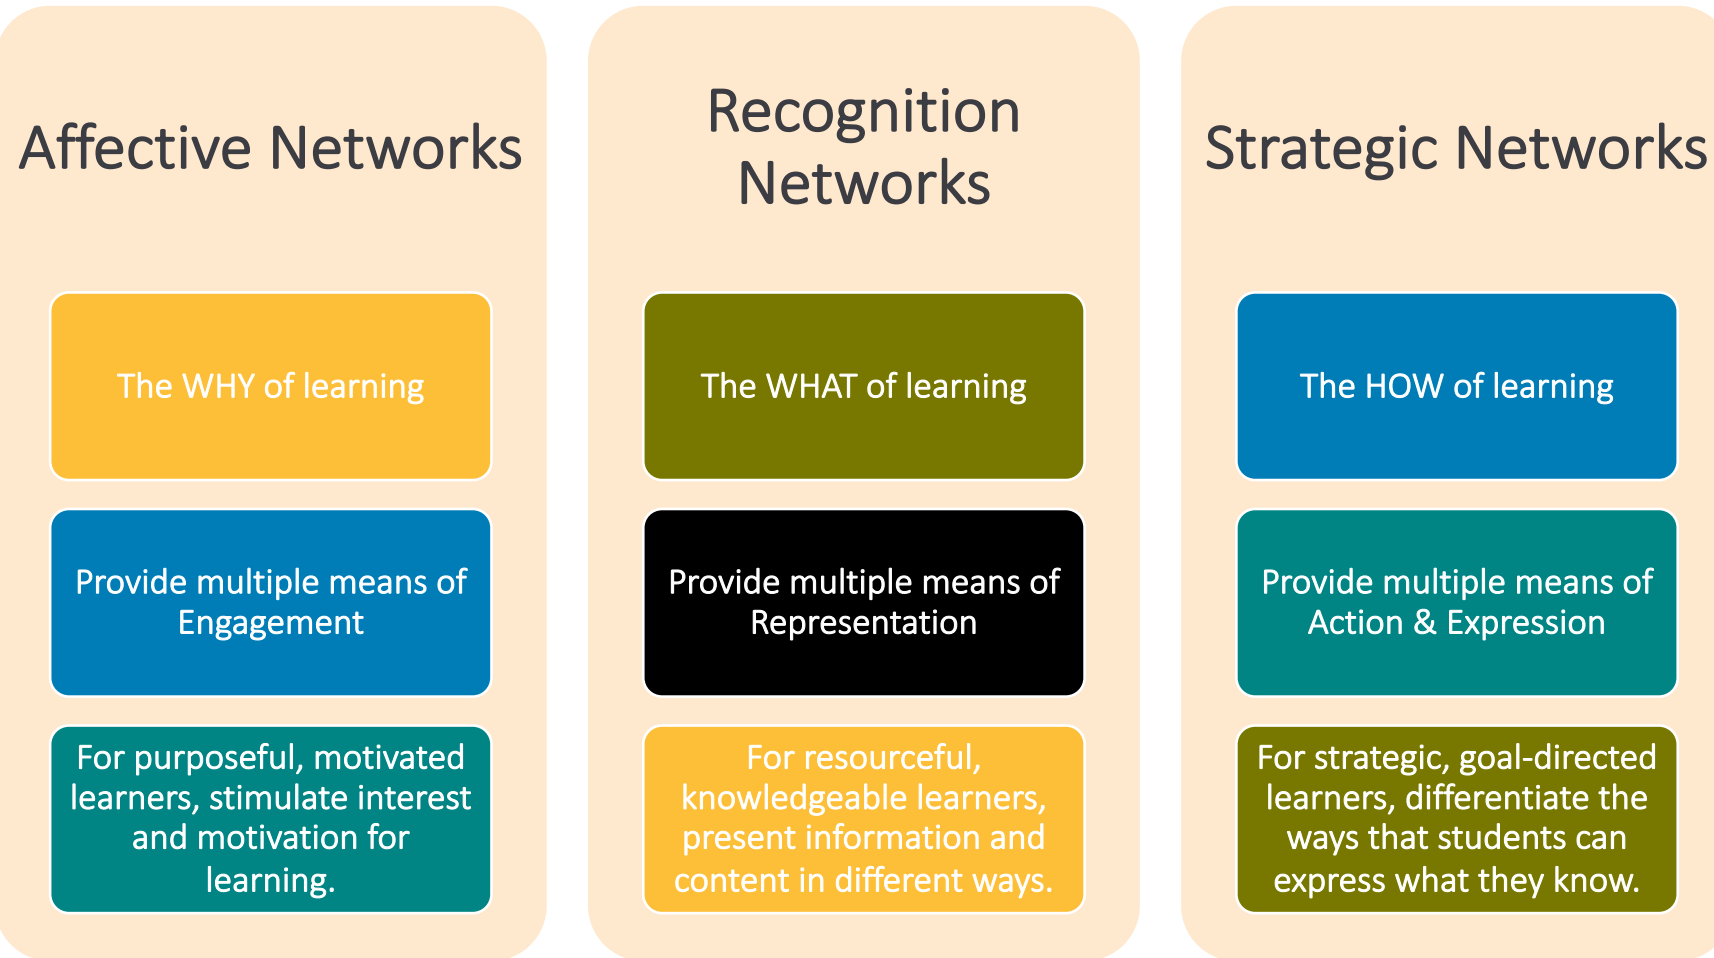 Affective Networks
The WHY of learning
Provide multiple means of
Engagement
For purposeful, motivated
learners, stimulate interest
and motivation for
learning.
Recognition
Networks
The WHAT of learning
Provide multiple means of
Representation
For resourceful,
knowledgeable learners,
present information and
content in different ways.
Strategic Networks
The HOW of learning
Provide multiple means of
Action & Expression
For strategic, goal-directed
learners, differentiate the
ways that students can
express what they know.